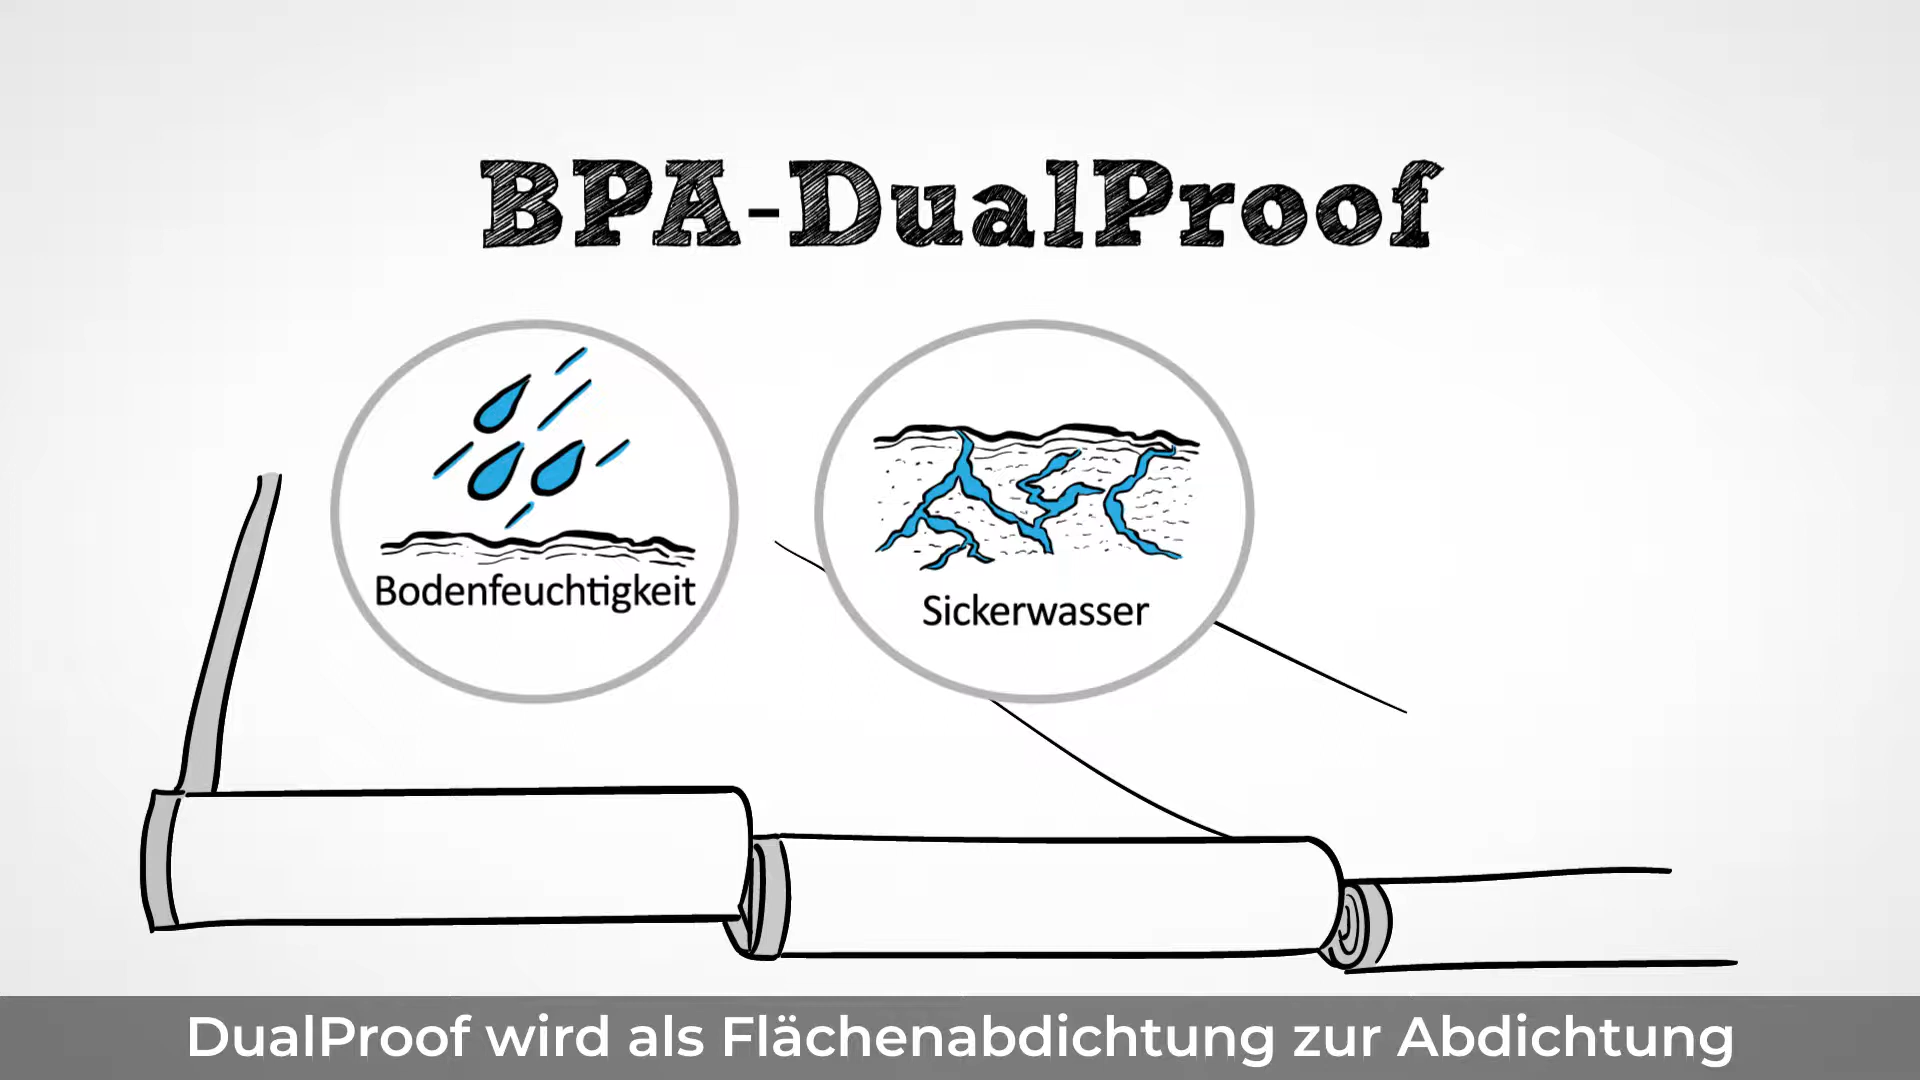 BPA-DualProof
Bodenfeuchtigkeit
Sickerwasser
DualProof wird als Flächenabdichtung zur Abdichtung